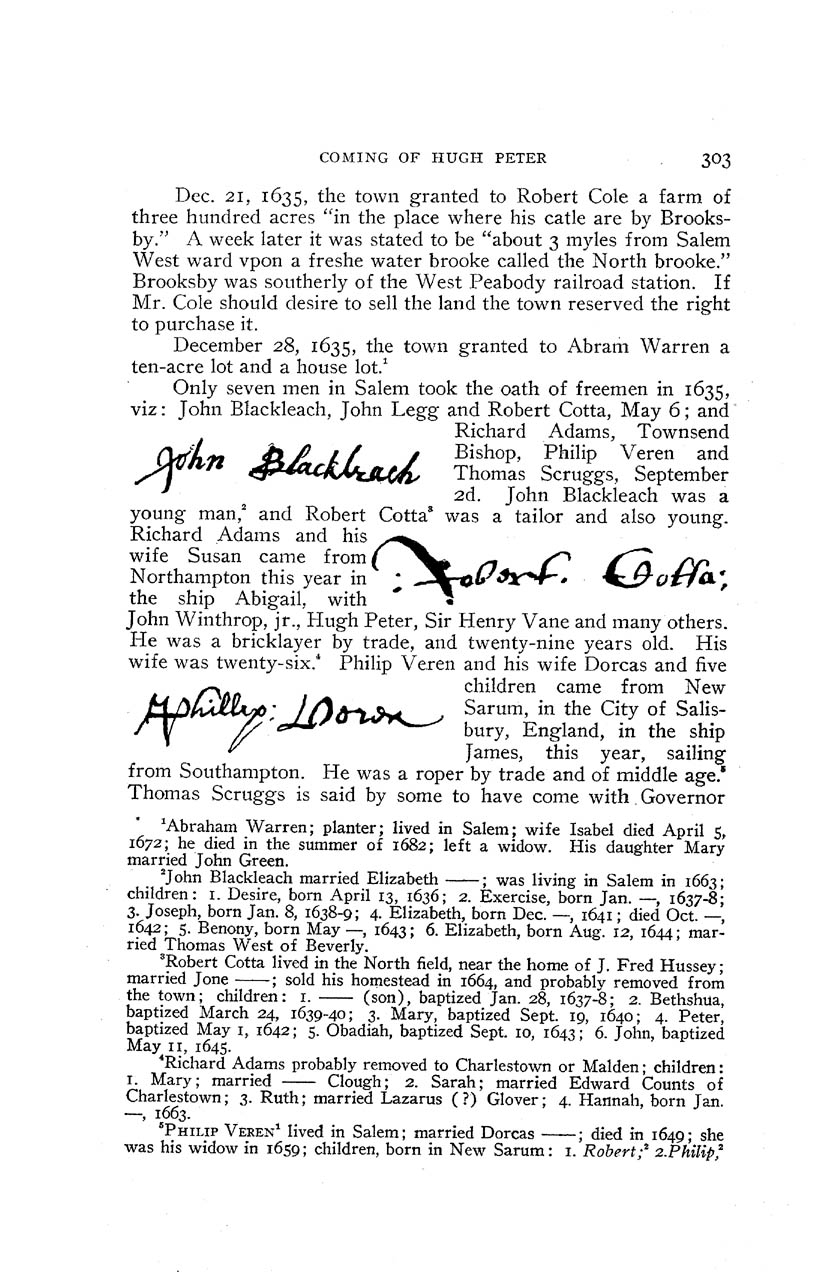 COMING OF HUGH PETER 303
Dec. 21, 1635, the town granted to Robert Cole a farm of
three hundred acres “in the place where his catle are by Brooks-
by.” A week later it was stated to be “about 3 myles from Salem
West ward vpon a freshe water brooke called the North brooke.”
Brooksby was southerly of the West Peabody railroad station. If
Mr. Cole should desire to sell the land the town reserved the right
to purchase it.
December 28, 1635, the town granted to Abram Warren a
ten-acre lot and a house lot.¹
Only seven men in Salem took the oath of freemen in 1635,
viz: John Blackleach, John Legg and Robert Cotta, May 6; and
Richard Adams, Townsend
Bishop, Philip Veren and
Thomas Scruggs, September
2d. John Blackleach was a
John Blackleach
young man,² and Robert Cotta³ was a tailor and also young.
Richard Adams and his
wife Susan came from
Northampton this year in
the ship Abigail, with
Robert. Cotta;
John Winthrop, jr., Hugh Peter, Sir Henry Vane and many others.
He was a bricklayer by trade, and twenty-nine years old. His
wife was twenty-six.⁴ Philip Veren and his wife Dorcas and five
children came from New
Sarum, in the City of Salis-
bury, England, in the ship
James, this year, sailing
phillip:
from Southampton. He was a roper by trade and of middle age.⁵
Thomas Scruggs is said by some to have come with Governor
¹Abraham Warren; planter; lived in Salem; wife Isabel died April 5,
1672; he died in the summer of 1682; left a widow. His daughter Mary
married John Green.
²John Blackleach married Elizabeth ——; was living in Salem in 1663;
children: 1. Desire, born April 13, 1636; 2. Exercise, born Jan. —, 1637-8;
3. Joseph, born Jan. 8, 1638-9; 4. Elizabeth, born Dec. —, 1641; died Oct. —,
1642; 5. Benony, born May —, 1643; 6. Elizabeth, born Aug. 12, 1644; mar-
ried Thomas West of Beverly.
³Robert Cotta lived in the North field, near the home of J. Fred Hussey;
married Jone ——; sold his homestead in 1664, and probably removed from
the town; children: 1. —— (son), baptized Jan. 28, 1637-8; 2. Bethshua,
baptized March 24, 1639-40; 3. Mary, baptized Sept. 19, 1640; 4. Peter,
baptized May 1, 1642; 5. Obadiah, baptized Sept. 10, 1643; 6. John, baptized
May 11, 1645.
⁴Richard Adams probably removed to Charlestown or Malden; children:
1. Mary; married —— Clough; 2. Sarah; married Edward Counts of
Charlestown; 3. Ruth; married Lazarus (?) Glover; 4. Hannah, born Jan.
—, 1663.
⁵PHILIP VEREN¹ lived in Salem; married Dorcas ——; died in 1649; she
was his widow in 1659; children, born in New Sarum: 1. Robert;² 2.Philip,²